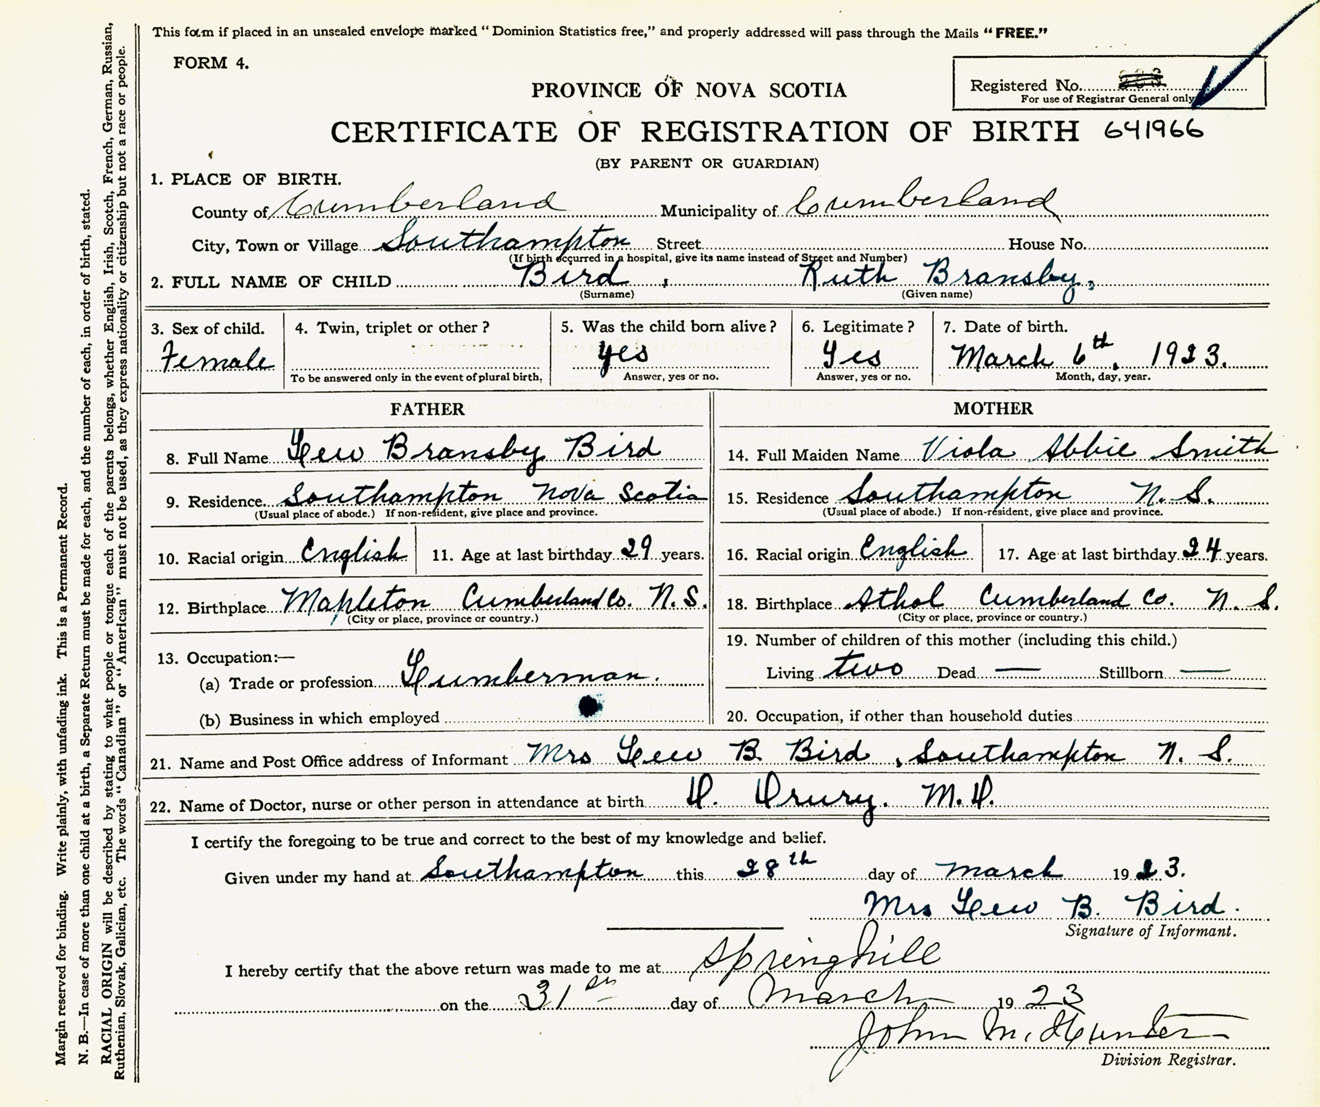 This form if placed in an unsealed envelope marked "Dominion Statistics free," and properly addressed will pass through the Mails "FREE."
FORM 4.
Registered No.
For use of Registrar General only
PROVINCE OF NOVA SCOTIA
CERTIFICATE OF REGISTRATION OF BIRTH 641966
(BY PARENT OR GUARDIAN)
1. PLACE OF BIRTH.
County of Cumberland Municipality of Cumberland
City, Town or Village Southampton Street House No.
(If birth occurred in a hospital, give its name instead of Street and Number)
2. FULL NAME OF CHILD Bird, Ruth Bransby,
(Surname) (Given name)
3. Sex of child. 4. Twin, triplet or other? 5. Was the child born alive? 6. Legitimate? 7. Date of birth.
Female yes Yes March 6th, 1923.
To be answered only in the event of plural birth. Answer, yes or no. Answer, yes or no. Month, day, year.
FATHER MOTHER
8. Full Name Lew Bransby Bird 14. Full Maiden Name Viola Abbie Smith
9. Residence Southampton Nova Scotia 15. Residence Southampton N.S.
(Usual place of abode.) If non-resident, give place and province. (Usual place of abode.) If non-resident, give place and province.
10. Racial origin English 11. Age at last birthday 29 years. 16. Racial origin English 17. Age at last birthday 24 years.
12. Birthplace Mapleton Cumberland Co. N.S. 18. Birthplace Athol Cumberland Co. N.S.
(City or place, province or country.) (City or place, province or country.)
13. Occupation:— 19. Number of children of this mother (including this child.)
(a) Trade or profession Lumberman. Living two Dead — Stillborn —
(b) Business in which employed 20. Occupation, if other than household duties
21. Name and Post Office address of Informant Mrs Lew B. Bird, Southampton N.S.
22. Name of Doctor, nurse or other person in attendance at birth D. Drury. M.D.
I certify the foregoing to be true and correct to the best of my knowledge and belief.
Given under my hand at Southampton this 28th day of March 1923.
Mrs Lew B. Bird.
Signature of Informant.
I hereby certify that the above return was made to me at Springhill
on the 31st day of March 1923
John M. Hunter
Division Registrar.
Margin reserved for binding. Write plainly, with unfading ink. This is a Permanent Record.
N. B.—In case of more than one child at a birth, a Separate Return must be made for each, and the number of each, in order of birth, stated.
RACIAL ORIGIN will be described by stating to what people or tongue each of the parents belongs, whether English, Irish, Scotch, French, German, Russian,
Ruthenian, Slovak, Galician, etc. The words "Canadian" or "American" must not be used, as they express nationality or citizenship but not a race or people.